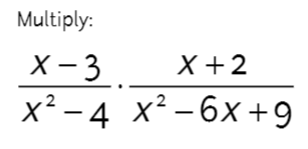 Multiply:
x − 3 / x² − 4 · x + 2 / x² − 6x + 9